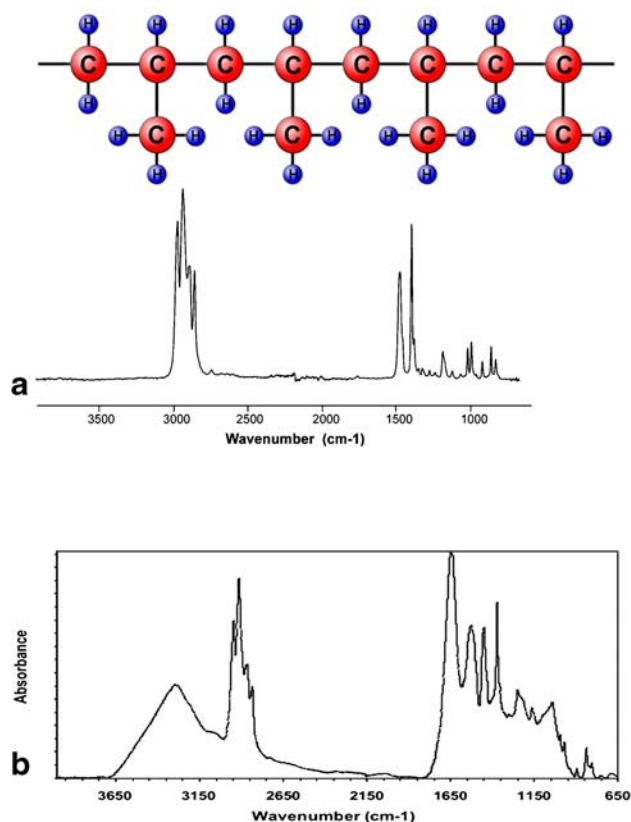 H H H H H H H H
C C C C C C C C
H H H H
H C H H C H H C H H C H
H H H H
a
3500 3000 2500 2000 1500 1000
Wavenumber (cm-1)
Absorbance
b
3650 3150 2650 2150 1650 1150 650
Wavenumber (cm-1)